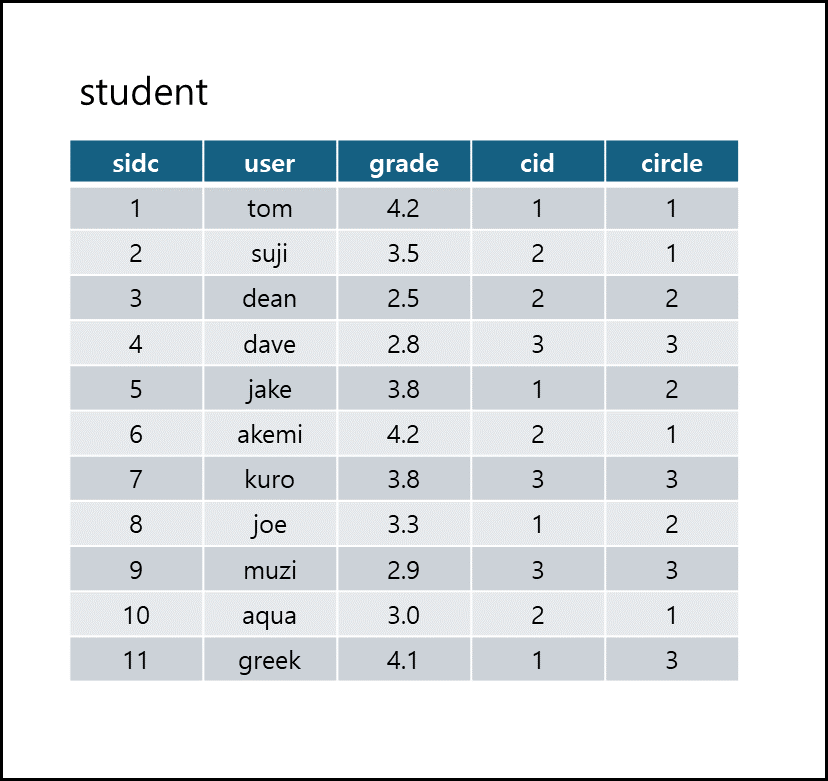 student
sidc user grade cid circle
1 tom 4.2 1 1
2 suji 3.5 2 1
3 dean 2.5 2 2
4 dave 2.8 3 3
5 jake 3.8 1 2
6 akemi 4.2 2 1
7 kuro 3.8 3 3
8 joe 3.3 1 2
9 muzi 2.9 3 3
10 aqua 3.0 2 1
11 greek 4.1 1 3